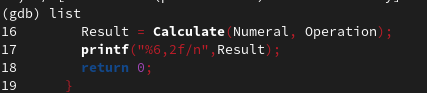 (gdb) list
16 Result = Calculate(Numeral, Operation);
17 printf("%6,2f/n",Result);
18 return 0;
19 }